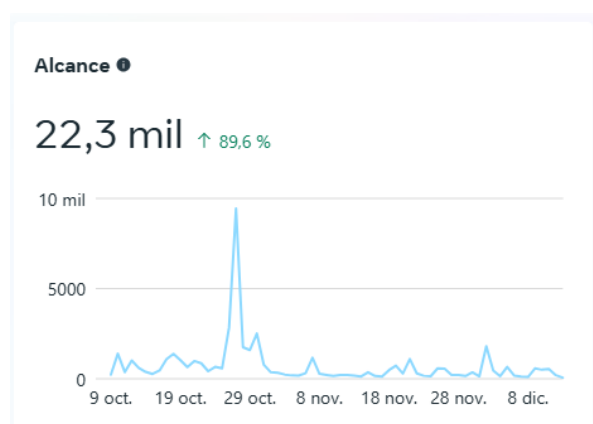 Alcance
22,3 mil ↑ 89,6 %
10 mil
5000
0
9 oct. 19 oct. 29 oct. 8 nov. 18 nov. 28 nov. 8 dic.